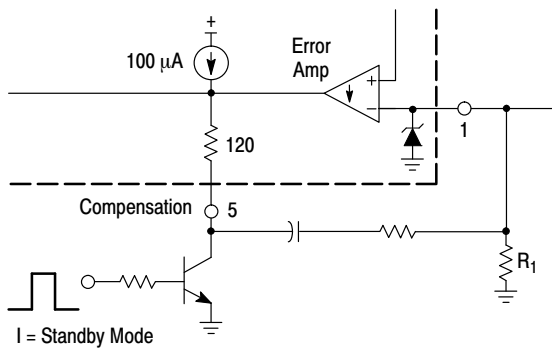 +
100 µA
Error
Amp
+
−
1
120
Compensation
5
R1
I = Standby Mode